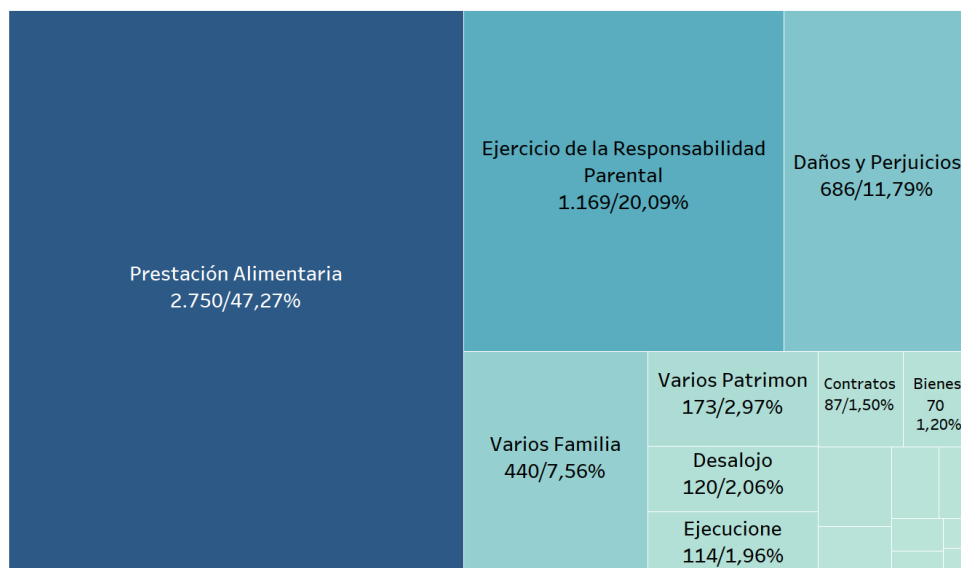 Prestación Alimentaria
2.750/47,27%
Ejercicio de la Responsabilidad
Parental
1.169/20,09%
Daños y Perjuicios
686/11,79%
Varios Familia
440/7,56%
Varios Patrimon
173/2,97%
Desalojo
120/2,06%
Ejecucione
114/1,96%
Contratos
87/1,50%
Bienes
70
1,20%